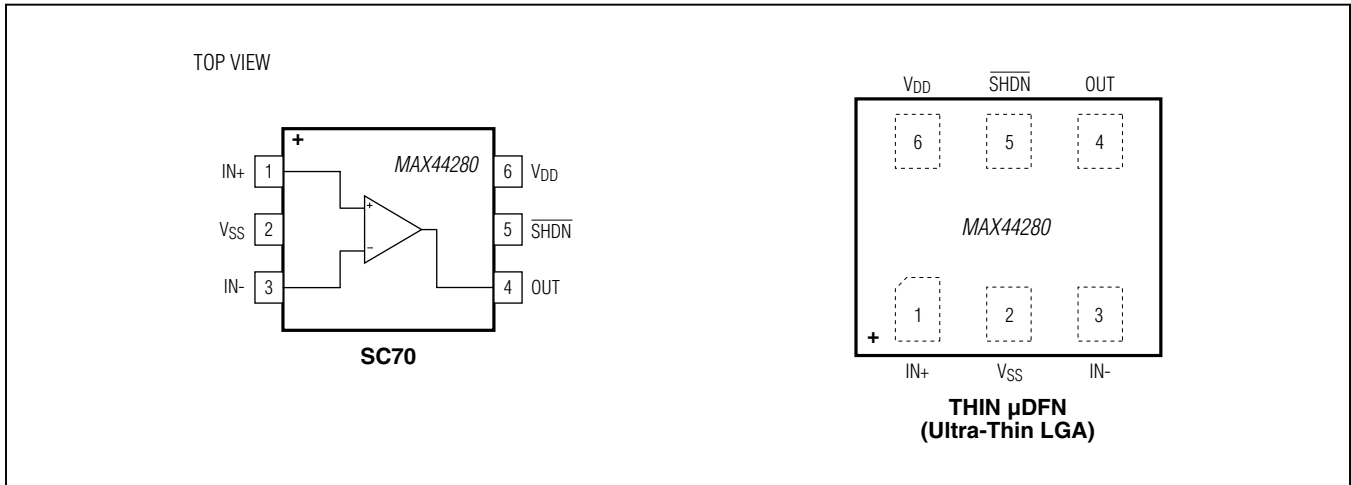 TOP VIEW
+
MAX44280
IN+ 1
6 VDD
+
VSS 2
5 SHDN
−
IN- 3
4 OUT
SC70
VDD SHDN OUT
6 5 4
MAX44280
1 2 3
+
IN+ VSS IN-
THIN µDFN
(Ultra-Thin LGA)